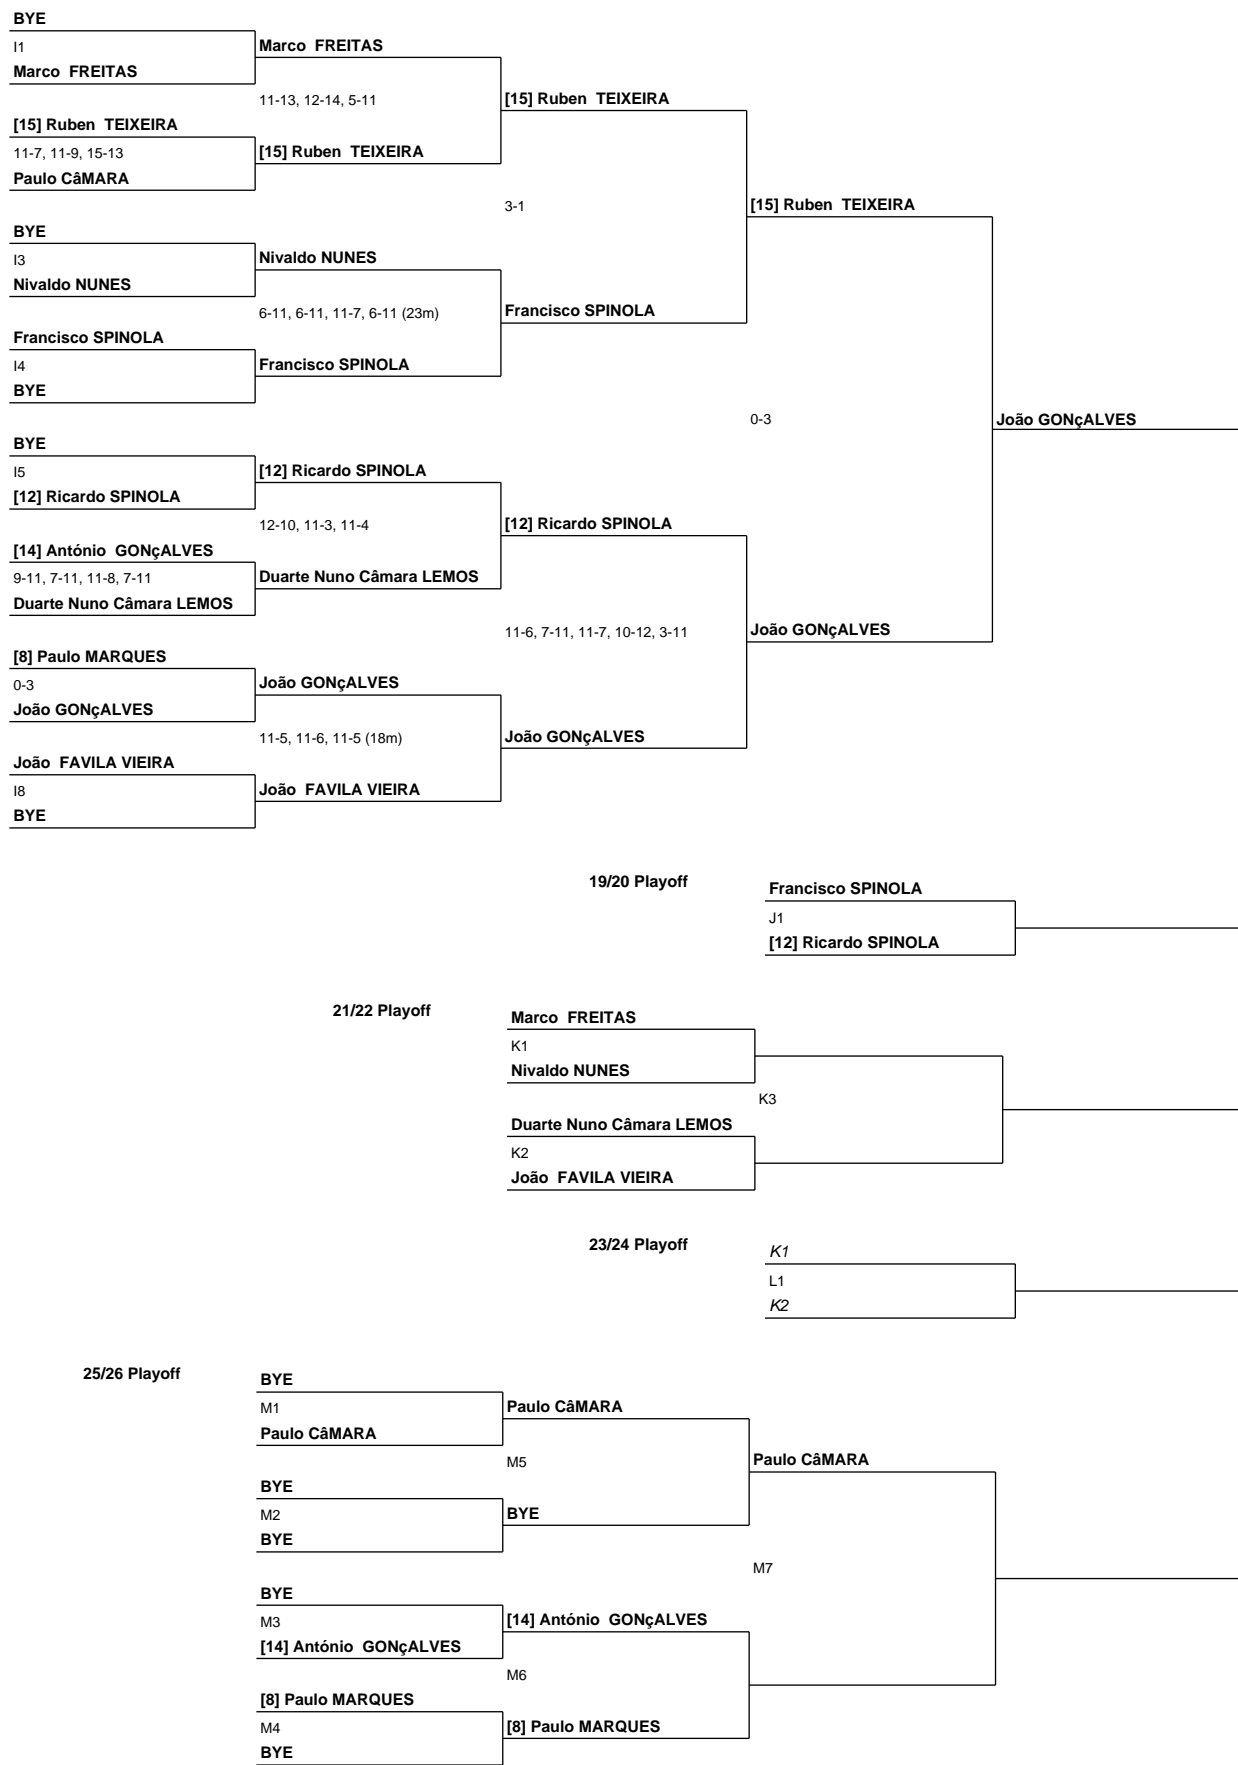 BYE
I1
Marco  FREITAS
Marco  FREITAS
11-13, 12-14, 5-11
[15] Ruben  TEIXEIRA
[15] Ruben  TEIXEIRA
11-7, 11-9, 15-13
[15] Ruben  TEIXEIRA
Paulo CâMARA
3-1
[15] Ruben  TEIXEIRA
BYE
I3
Nivaldo NUNES
Nivaldo NUNES
6-11, 6-11, 11-7, 6-11 (23m)
Francisco SPINOLA
Francisco SPINOLA
I4
Francisco SPINOLA
BYE
0-3
João GONçALVES
BYE
I5
[12] Ricardo SPINOLA
[12] Ricardo SPINOLA
12-10, 11-3, 11-4
[12] Ricardo SPINOLA
[14] António  GONçALVES
9-11, 7-11, 11-8, 7-11
Duarte Nuno Câmara LEMOS
Duarte Nuno Câmara LEMOS
11-6, 7-11, 11-7, 10-12, 3-11
João GONçALVES
[8] Paulo MARQUES
0-3
João GONçALVES
João GONçALVES
11-5, 11-6, 11-5 (18m)
João GONçALVES
João  FAVILA VIEIRA
I8
João  FAVILA VIEIRA
BYE
19/20 Playoff
Francisco SPINOLA
J1
[12] Ricardo SPINOLA
21/22 Playoff
Marco  FREITAS
K1
Nivaldo NUNES
K3
Duarte Nuno Câmara LEMOS
K2
João  FAVILA VIEIRA
23/24 Playoff
K1
L1
K2
25/26 Playoff
BYE
M1
Paulo CâMARA
Paulo CâMARA
M5
Paulo CâMARA
BYE
M2
BYE
BYE
M7
BYE
M3
[14] António  GONçALVES
[14] António  GONçALVES
M6
[8] Paulo MARQUES
M4
[8] Paulo MARQUES
BYE